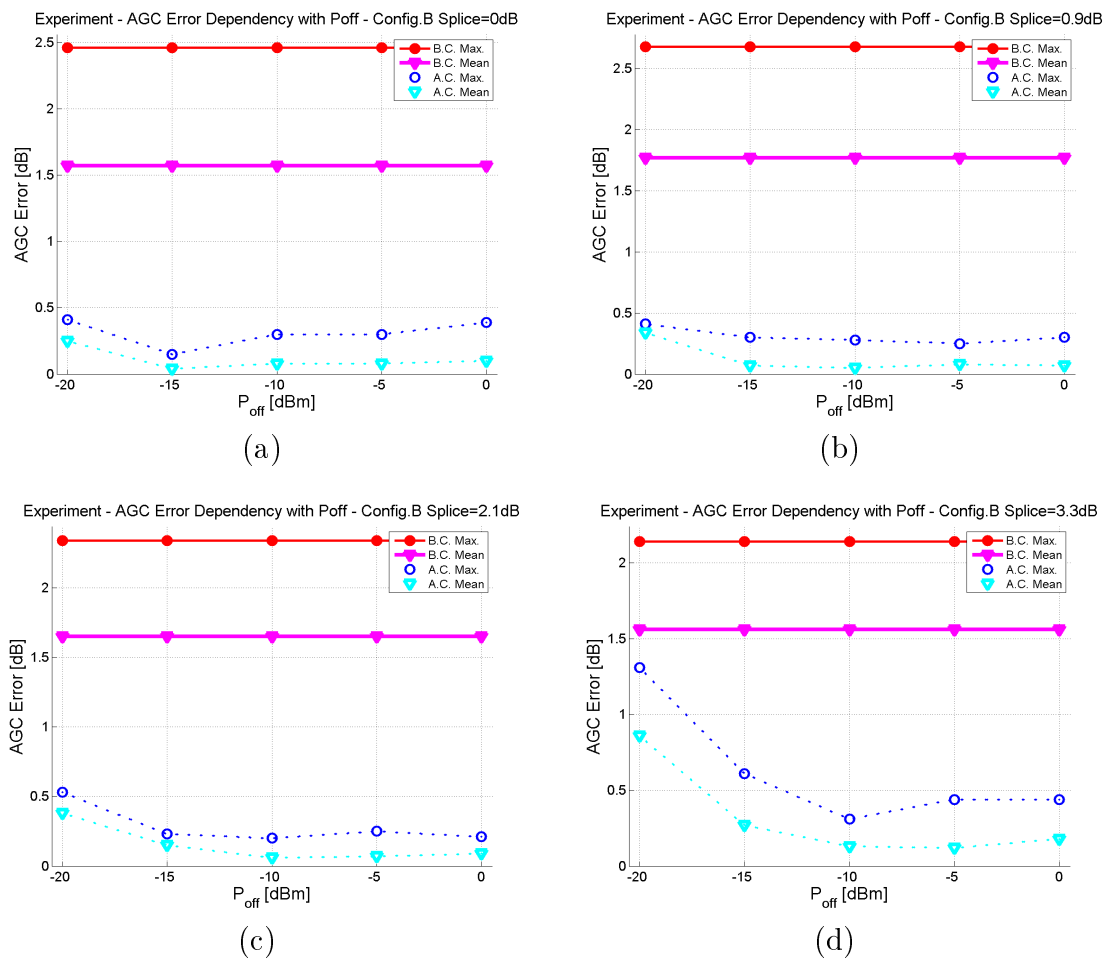 Experiment - AGC Error Dependency with Poff - Config.B Splice=0dB
2.5
2
1.5
1
0.5
0
AGC Error [dB]
-20
-15
-10
-5
0
P_off [dBm]
B.C. Max.
B.C. Mean
A.C. Max.
A.C. Mean
(a)
Experiment - AGC Error Dependency with Poff - Config.B Splice=0.9dB
2.5
2
1.5
1
0.5
0
AGC Error [dB]
-20
-15
-10
-5
0
P_off [dBm]
B.C. Max.
B.C. Mean
A.C. Max.
A.C. Mean
(b)
Experiment - AGC Error Dependency with Poff - Config.B Splice=2.1dB
2
1.5
1
0.5
0
AGC Error [dB]
-20
-15
-10
-5
0
P_off [dBm]
B.C. Max.
B.C. Mean
A.C. Max.
A.C. Mean
(c)
Experiment - AGC Error Dependency with Poff - Config.B Splice=3.3dB
2
1.5
1
0.5
0
AGC Error [dB]
-20
-15
-10
-5
0
P_off [dBm]
B.C. Max.
B.C. Mean
A.C. Max.
A.C. Mean
(d)